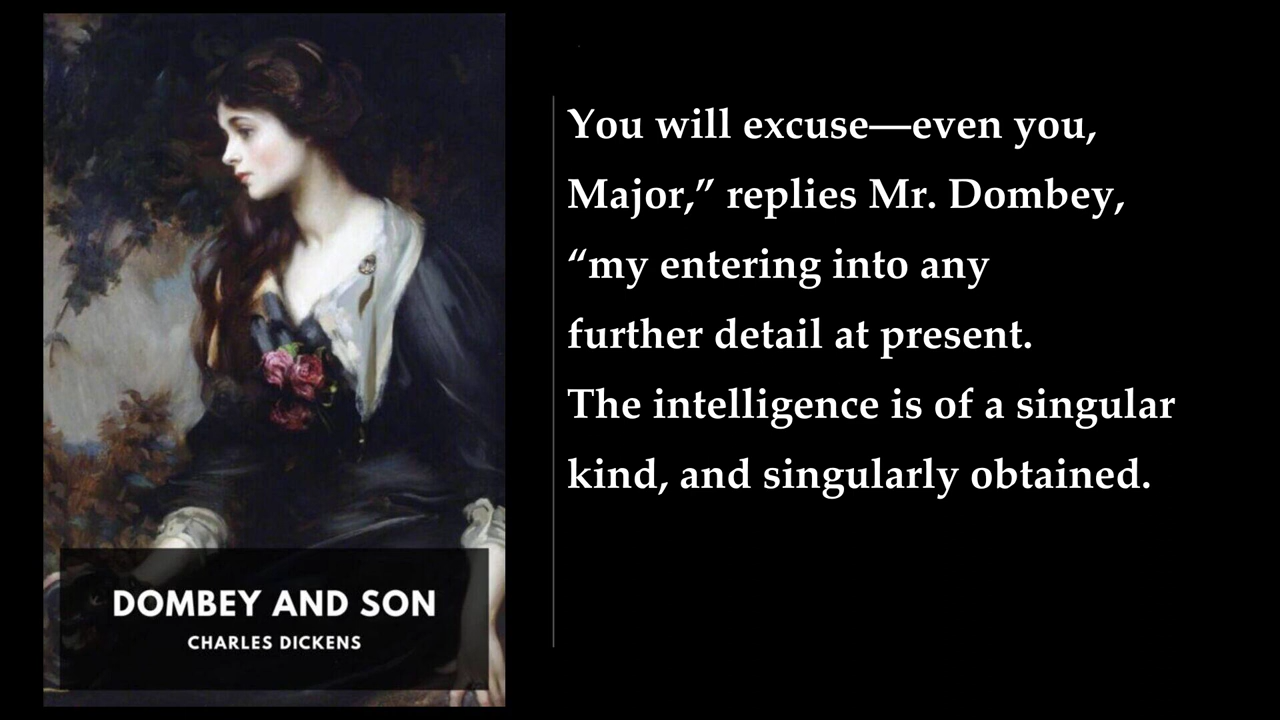 You will excuse—even you,
Major,” replies Mr. Dombey,
“my entering into any
further detail at present.
The intelligence is of a singular
kind, and singularly obtained.
DOMBEY AND SON
CHARLES DICKENS